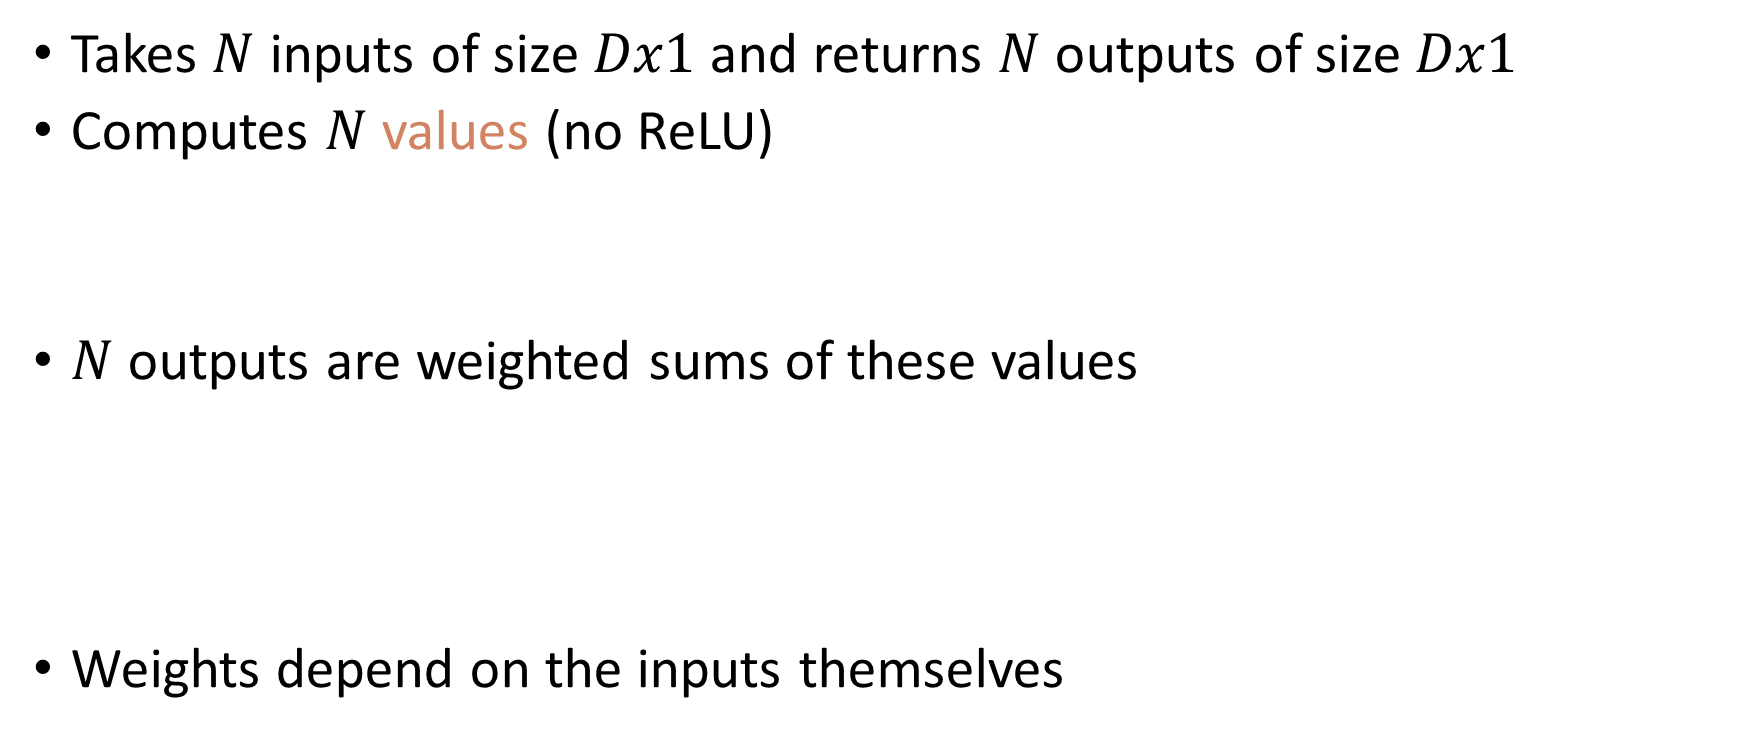 • Takes N inputs of size Dx1 and returns N outputs of size Dx1
• Computes N values (no ReLU)
• N outputs are weighted sums of these values
• Weights depend on the inputs themselves